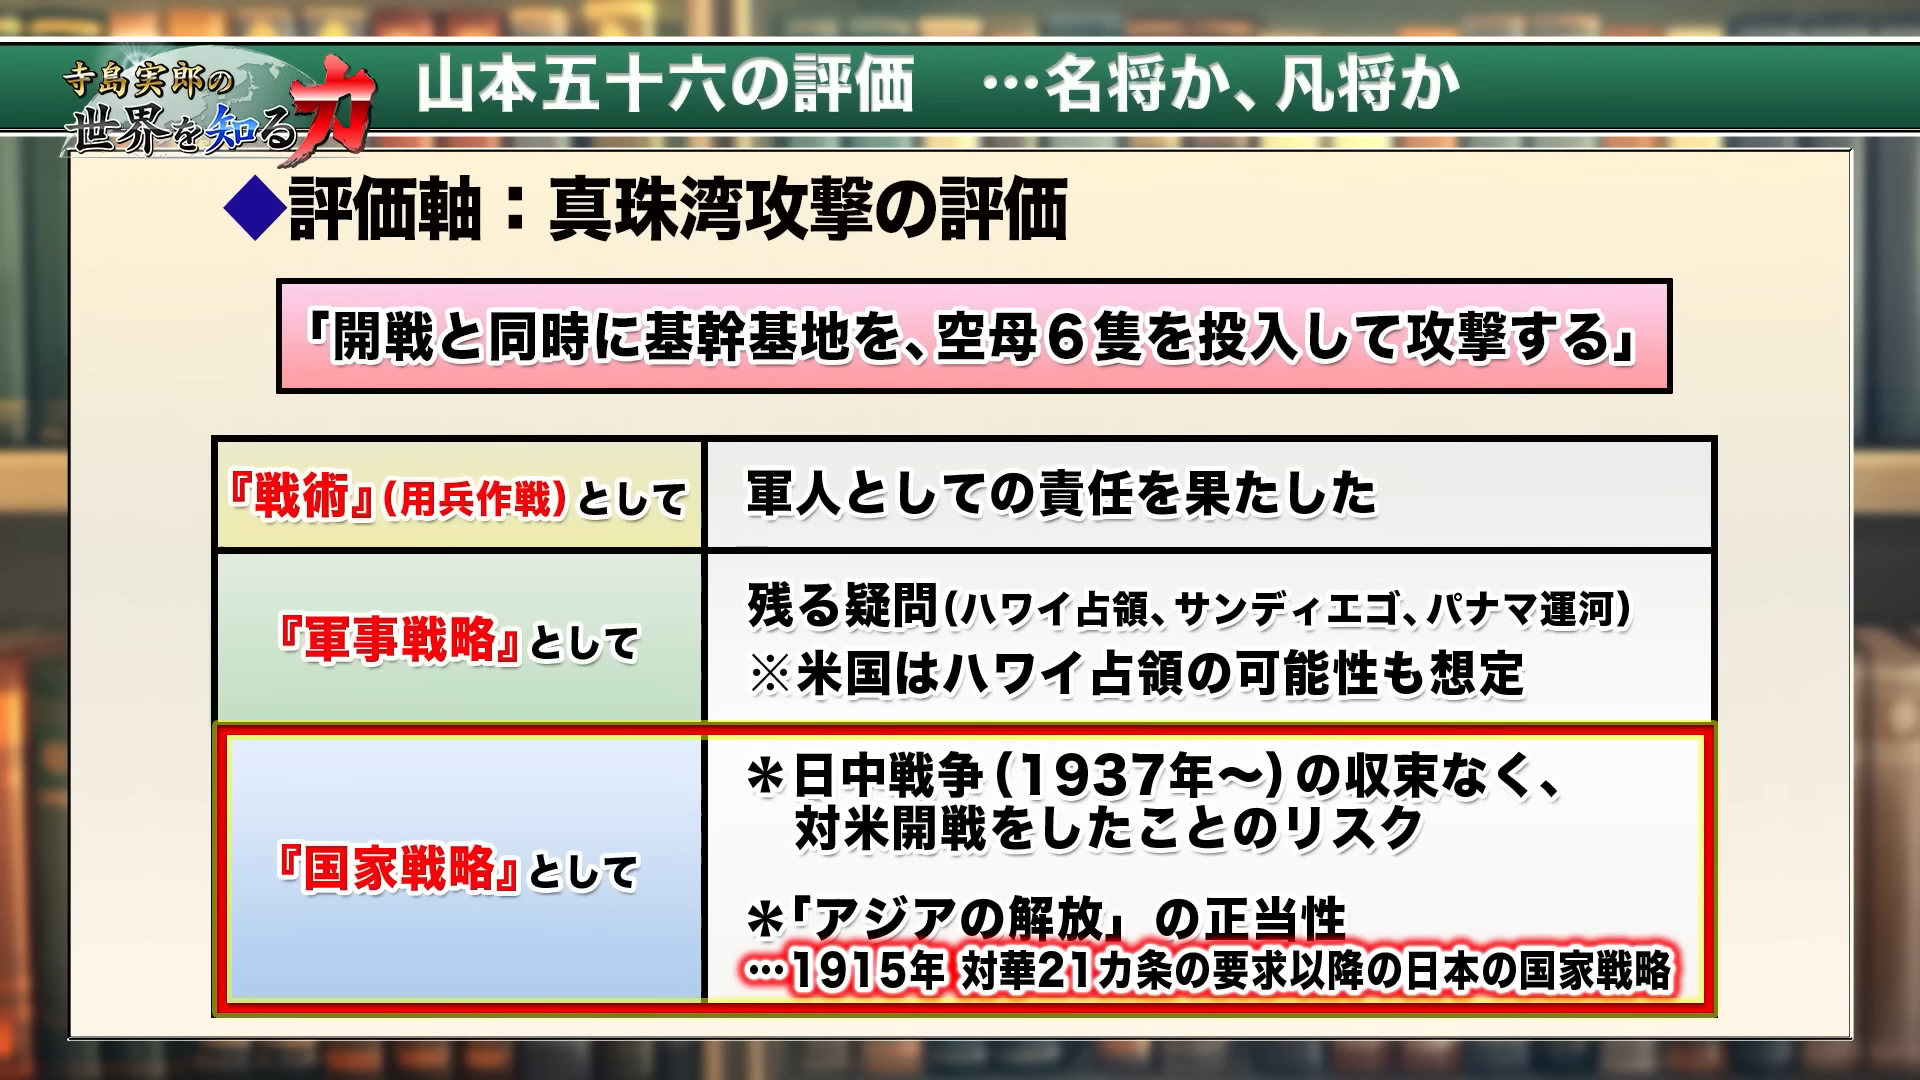 寺島実郎の
世界を知る力
山本五十六の評価　…名将か、凡将か
◆評価軸：真珠湾攻撃の評価
「開戦と同時に基幹基地を、空母６隻を投入して攻撃する」
『戦術』（用兵作戦）として
軍人としての責任を果たした
『軍事戦略』として
残る疑問（ハワイ占領、サンディエゴ、パナマ運河）
※米国はハワイ占領の可能性も想定
『国家戦略』として
＊日中戦争（1937年～）の収束なく、
対米開戦をしたことのリスク
＊「アジアの解放」の正当性
…1915年 対華21カ条の要求以降の日本の国家戦略